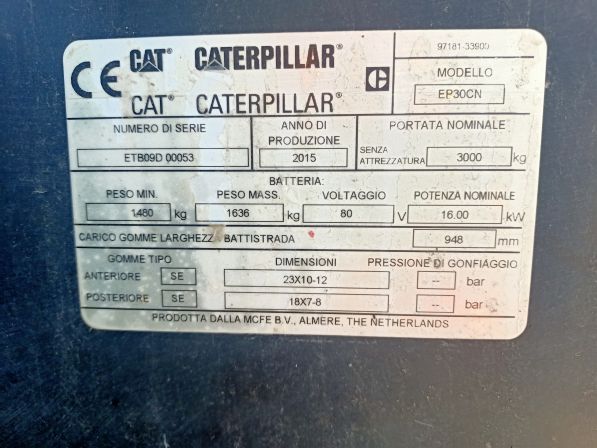 CE CAT® CATERPILLAR®
CAT® CATERPILLAR®
97181-33900
MODELLO
EP30CN
NUMERO DI SERIE
ETB09D 00053
ANNO DI PRODUZIONE
2015
PORTATA NOMINALE
SENZA ATTREZZATURA 3000 kg
BATTERIA:
PESO MIN. PESO MASS. VOLTAGGIO POTENZA NOMINALE
1480 kg 1636 kg 80 V 16.00 kW
CARICO GOMME LARGHEZZ BATTISTRADA 948 mm
GOMME TIPO DIMENSIONI PRESSIONE DI GONFIAGGIO
ANTERIORE SE 23X10-12 -- bar
POSTERIORE SE 18X7-8 -- bar
PRODOTTA DALLA MCFE B.V., ALMERE, THE NETHERLANDS